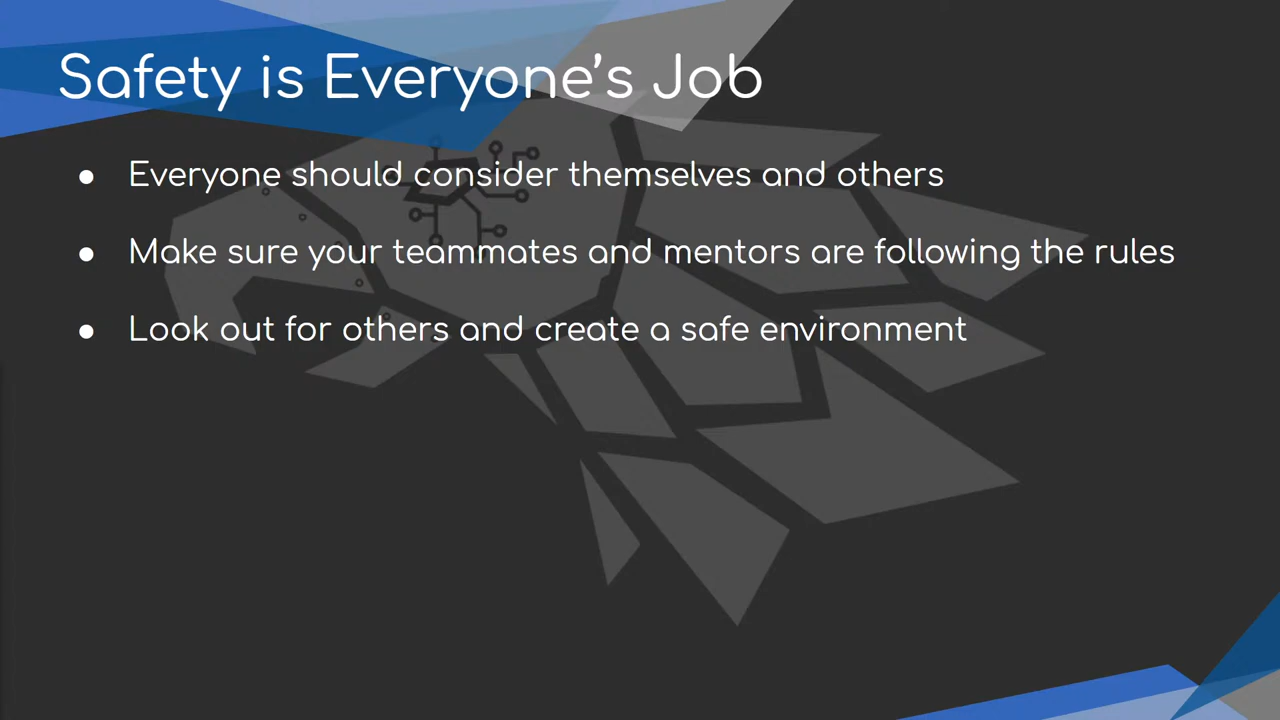 Safety is Everyone’s Job
● Everyone should consider themselves and others
● Make sure your teammates and mentors are following the rules
● Look out for others and create a safe environment